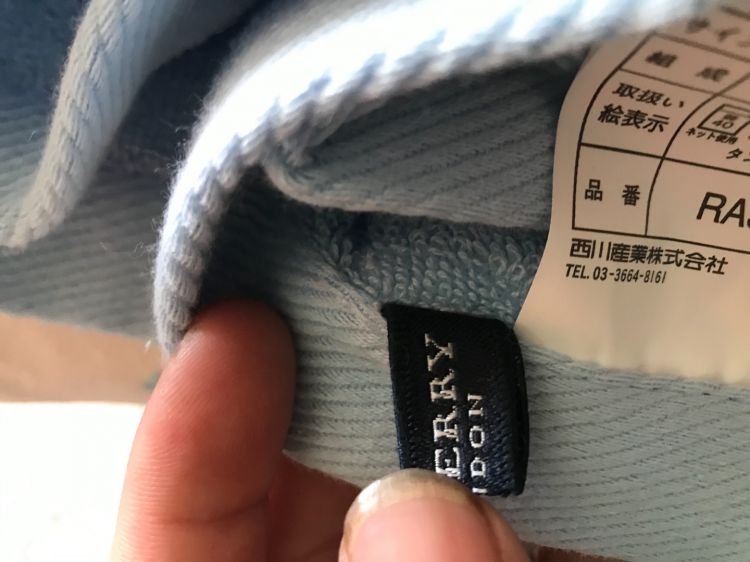 サイズ
組成
取扱い
絵表示
40
ネット使用
品番
RA
西川産業株式会社
TEL. 03-3664-8161
ERRY
NDON